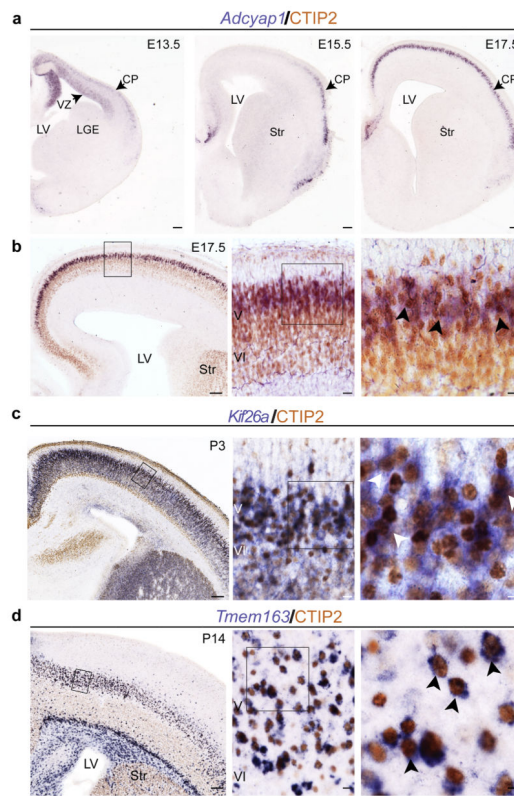 a
Adcyap1/CTIP2
E13.5
CP
VZ
LV
LGE
E15.5
CP
LV
Str
E17.5
CP
LV
Str
b
E17.5
LV
Str
V
VI
c
Kif26a/CTIP2
P3
V
VI
d
Tmem163/CTIP2
P14
LV
Str
V
VI